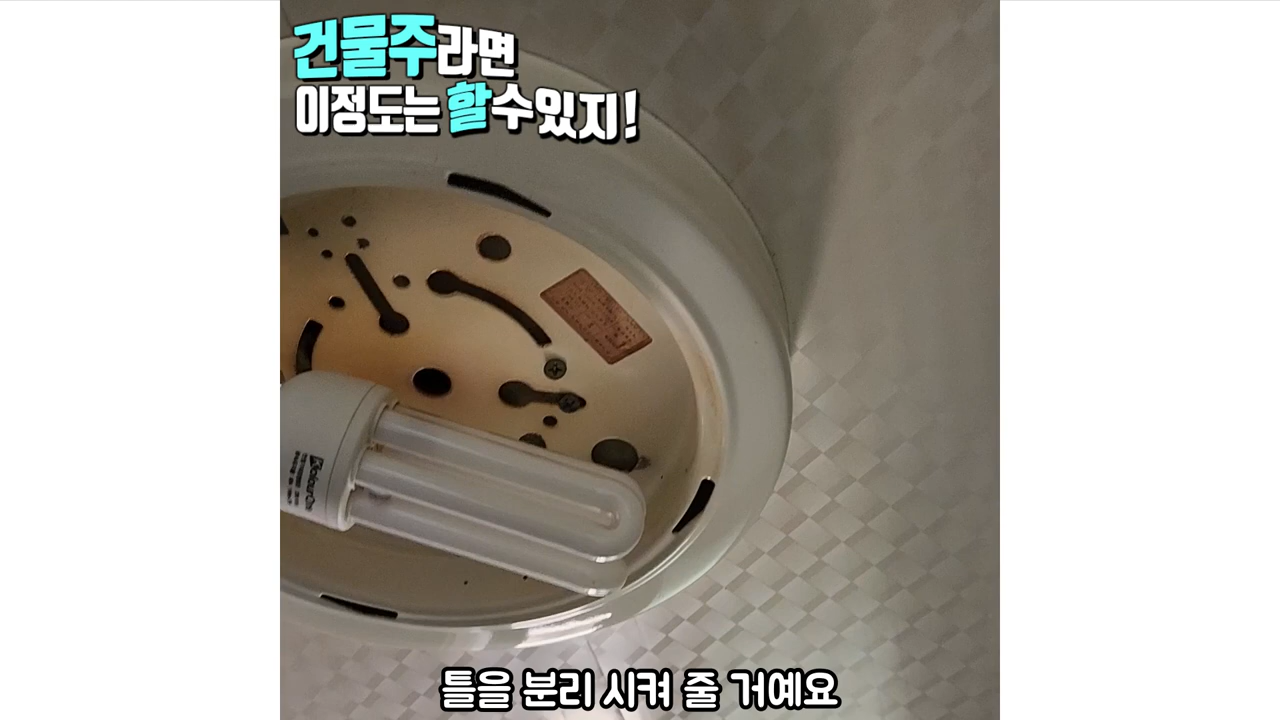 건물주라면
이정도는 할수있지!
틀을 분리 시켜 줄 거예요